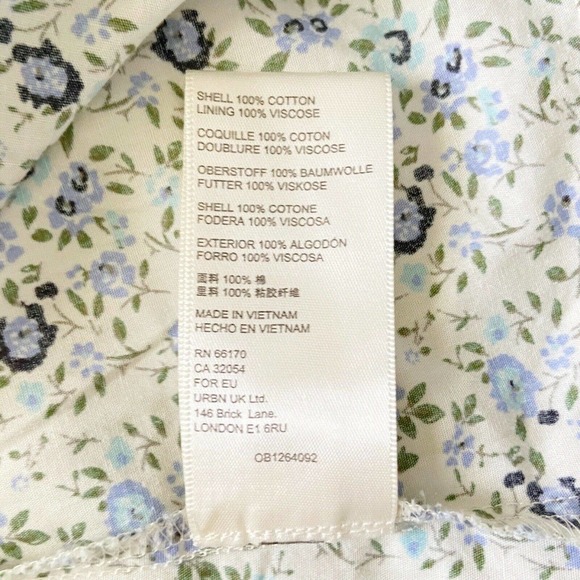 SHELL 100% COTTON
LINING 100% VISCOSE
COQUILLE 100% COTON
DOUBLURE 100% VISCOSE
OBERSTOFF 100% BAUMWOLLE
FUTTER 100% VISKOSE
SHELL 100% COTONE
FODERA 100% VISCOSA
EXTERIOR 100% ALGODÓN
FORRO 100% VISCOSA
面料 100% 棉
里料 100% 粘胶纤维
MADE IN VIETNAM
HECHO EN VIETNAM
RN 66170
CA 32054
FOR EU
URBN UK Ltd.
146 Brick Lane.
LONDON E1 6RU
OB1264092